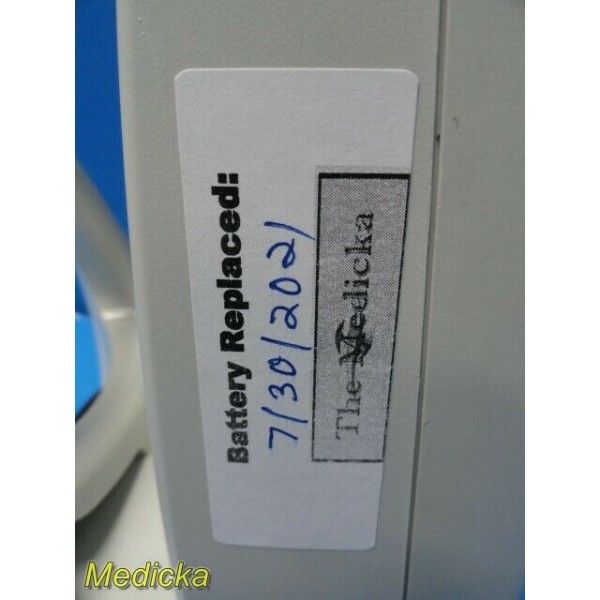 Battery Replaced:
7/30/2021
The Medicka
Medicka